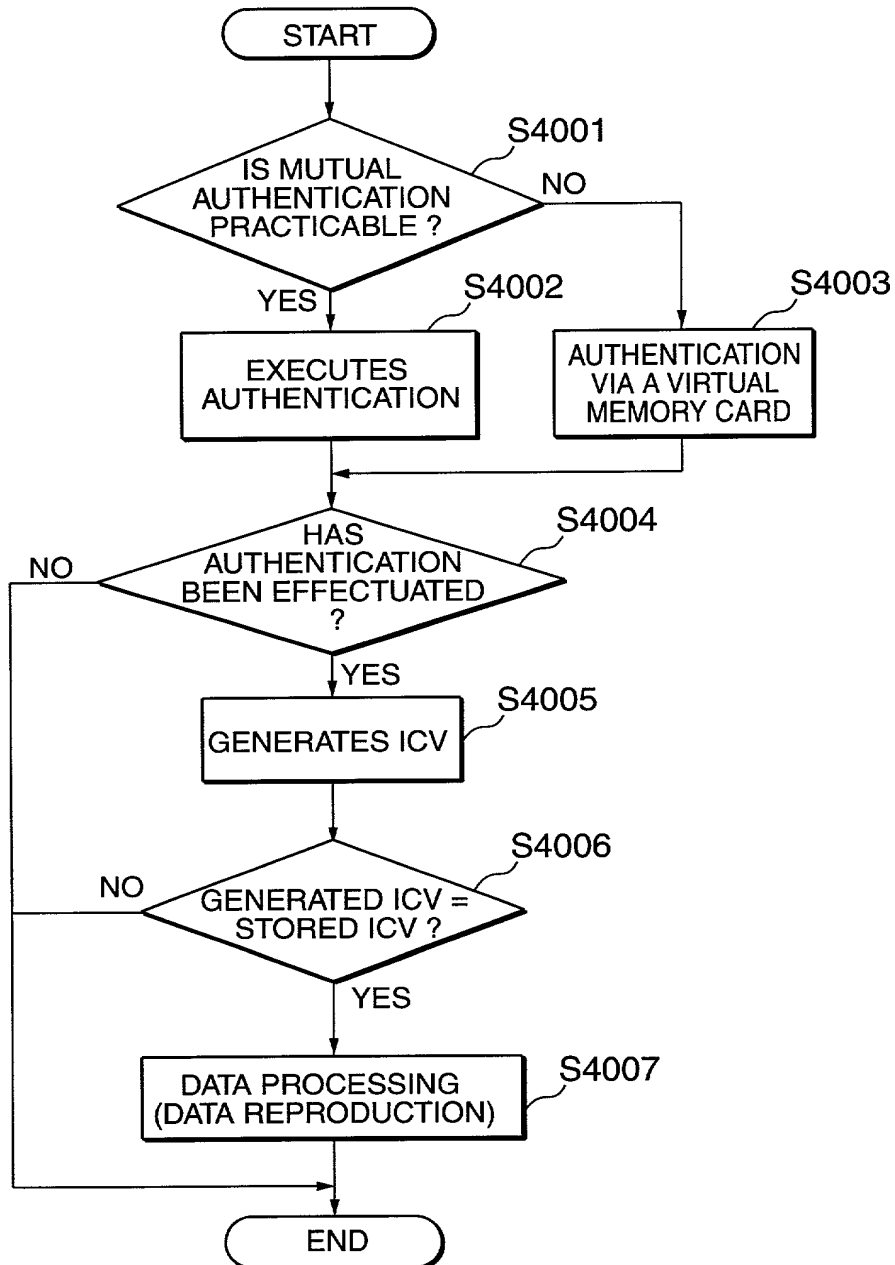 START
S4001
IS MUTUAL
AUTHENTICATION
PRACTICABLE ?
NO
YES
S4002
S4003
EXECUTES
AUTHENTICATION
AUTHENTICATION
VIA A VIRTUAL
MEMORY CARD
S4004
HAS
AUTHENTICATION
BEEN EFFECTUATED
?
NO
YES
S4005
GENERATES ICV
S4006
NO
GENERATED ICV =
STORED ICV ?
YES
S4007
DATA PROCESSING
(DATA REPRODUCTION)
END